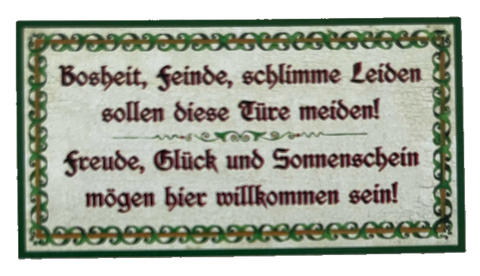 Bosheit, Feinde, schlimme Leiden
sollen diese Türe meiden!
Freude, Glück und Sonnenschein
mögen hier willkommen sein!